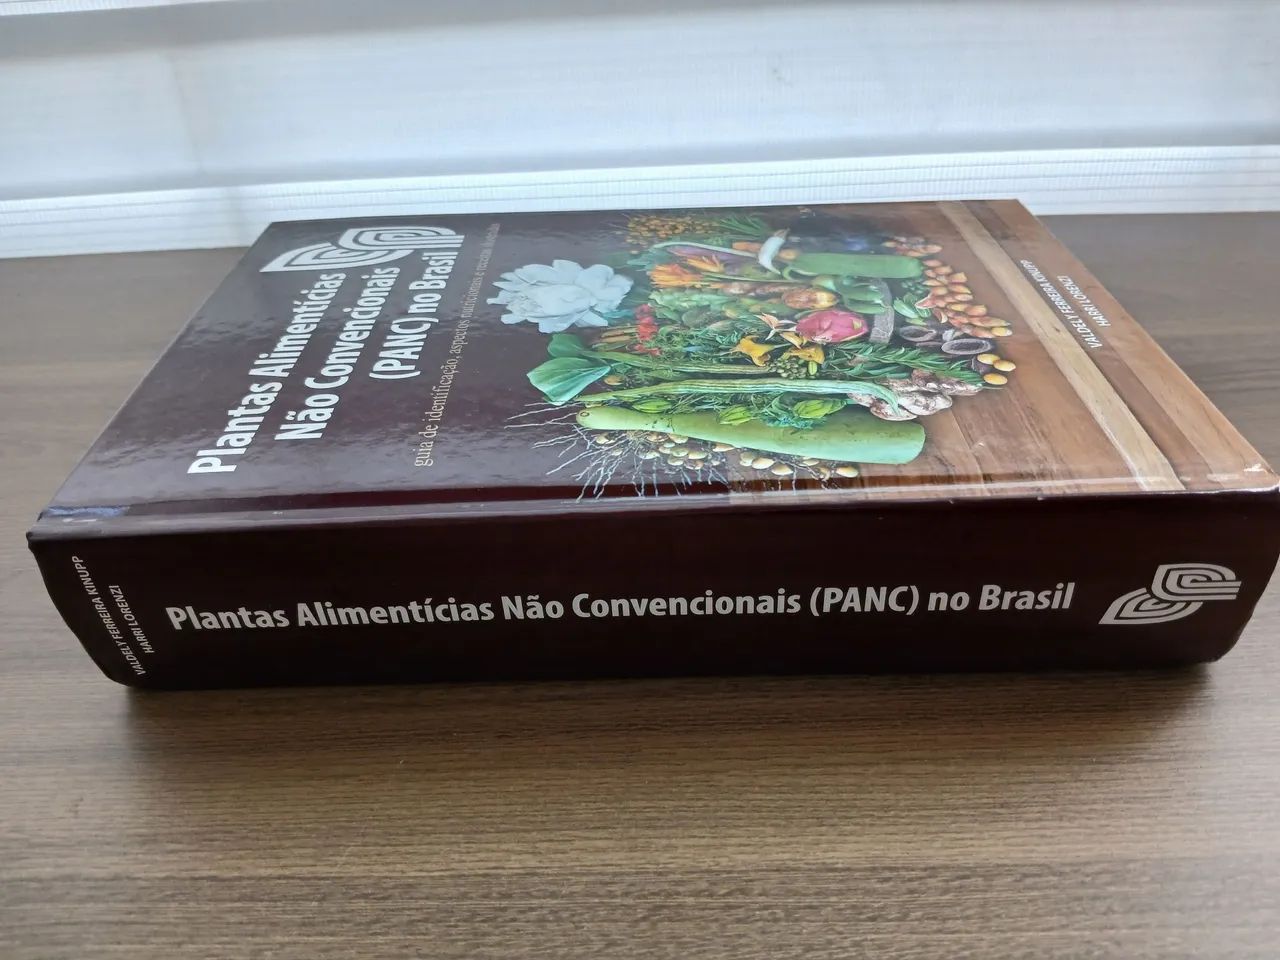 Plantas Alimentícias
Não Convencionais
(PANC) no Brasil
guia de identificação, aspectos nutricionais e receitas ilustradas
VALDELY FERREIRA KINUPP
HARRI LORENZI
VALDELY FERREIRA KINUPP
HARRI LORENZI
Plantas Alimentícias Não Convencionais (PANC) no Brasil